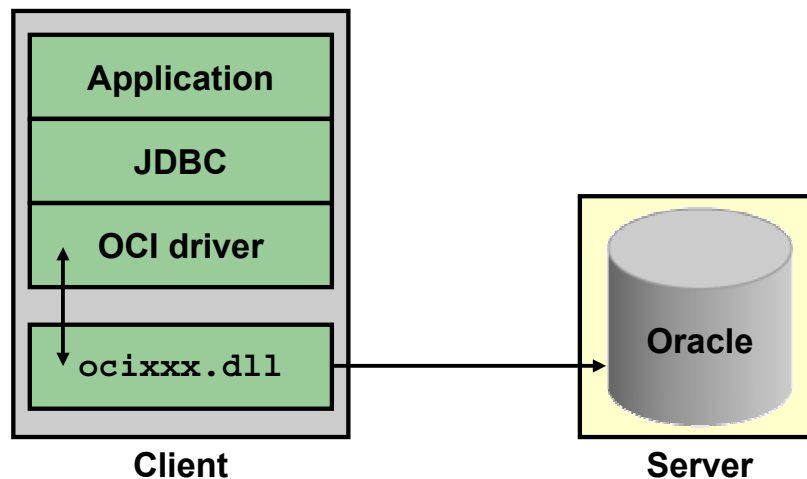 Application
JDBC
OCI driver
ocixxx.dll
Oracle
Client
Server